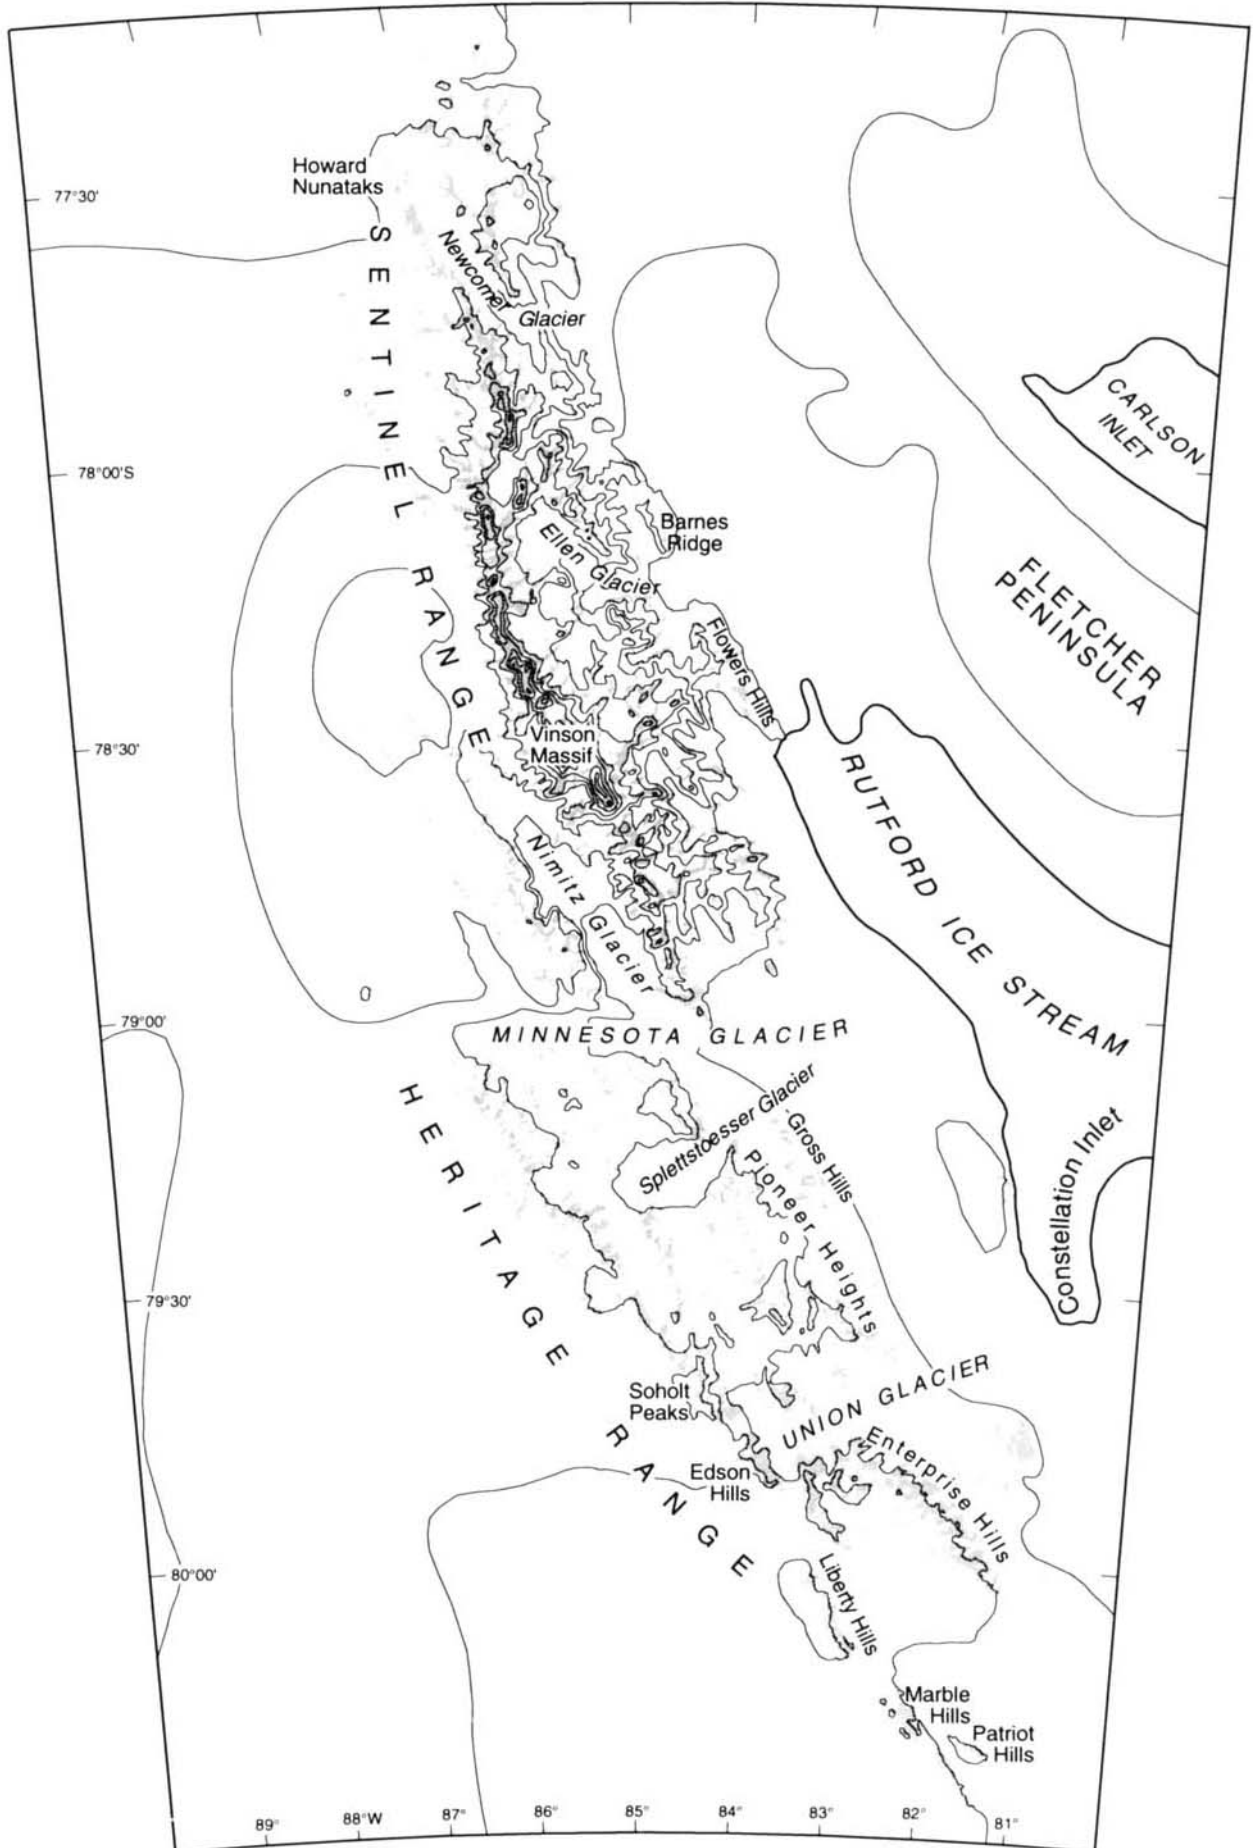 Howard
Nunataks
77°30'
SENTINEL RANGE
Newcomer Glacier
CARLSON
INLET
78°00'S
Barnes
Ridge
Ellen Glacier
FLETCHER
PENINSULA
Flowers Hills
78°30'
Vinson
Massif
RUTFORD ICE STREAM
Nimitz Glacier
79°00'
MINNESOTA GLACIER
HERITAGE RANGE
Splettstoesser Glacier
Gross Hills
Constellation Inlet
Pioneer Heights
79°30'
Soholt
Peaks
UNION GLACIER
Enterprise Hills
Edson
Hills
80°00'
Liberty Hills
Marble
Hills
Patriot
Hills
89° 88°W 87° 86° 85° 84° 83° 82° 81°